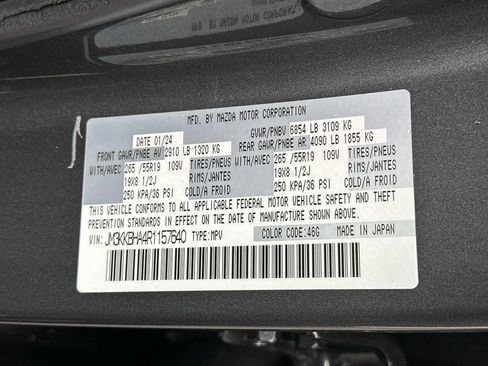 MFD. BY MAZDA MOTOR CORPORATION
DATE 01/24 GVWR/PNBV 6854 LB 3109 KG
FRONT GAWR/PNBE AV 2910 LB 1320 KG REAR GAWR/PNBE AR 4090 LB 1855 KG
WITH/AVEC 265 /55R19 109V TIRES/PNEUS WITH/AVEC 265 /55R19 109V TIRES/PNEUS
19X8 1/2J RIMS/JANTES 19X8 1/2J RIMS/JANTES
250 KPA/36 PSI COLD/A FROID 250 KPA/36 PSI COLD/A FROID
THIS VEHICLE CONFORMS TO ALL APPLICABLE FEDERAL MOTOR VEHICLE SAFETY AND THEFT
PREVENTION STANDARDS IN EFFECT ON THE DATE OF MANUFACTURE SHOWN ABOVE.
VIN: JM3KKBHA4R1157640 TYPE: MPV COLOR CODE: 46G MADE IN JAPAN